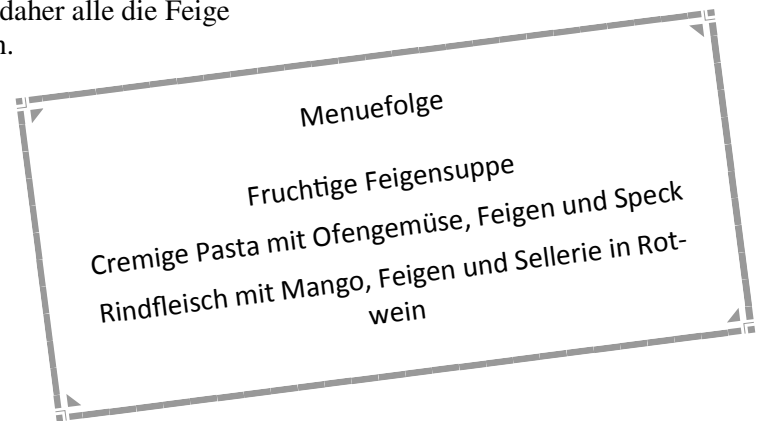 daher alle die Feige
n.
Menuefolge
Fruchtige Feigensuppe
Cremige Pasta mit Ofengemüse, Feigen und Speck
Rindfleisch mit Mango, Feigen und Sellerie in Rot-
wein